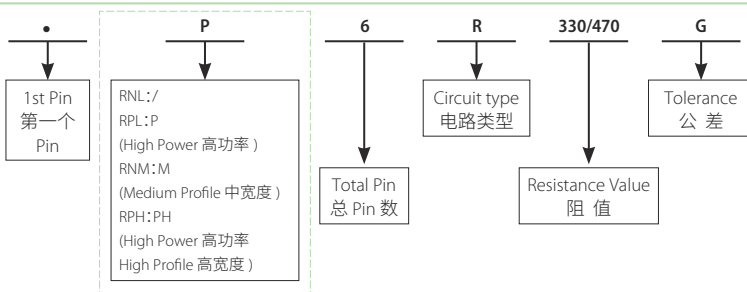 • P 6 R 330/470 G
1st Pin
第一个
Pin
RNL:/
RPL:P
(High Power 高功率 )
RNM:M
(Medium Profile 中宽度 )
RPH:PH
(High Power 高功率
High Profile 高宽度 )
Total Pin
总 Pin 数
Circuit type
电路类型
Resistance Value
阻 值
Tolerance
公 差